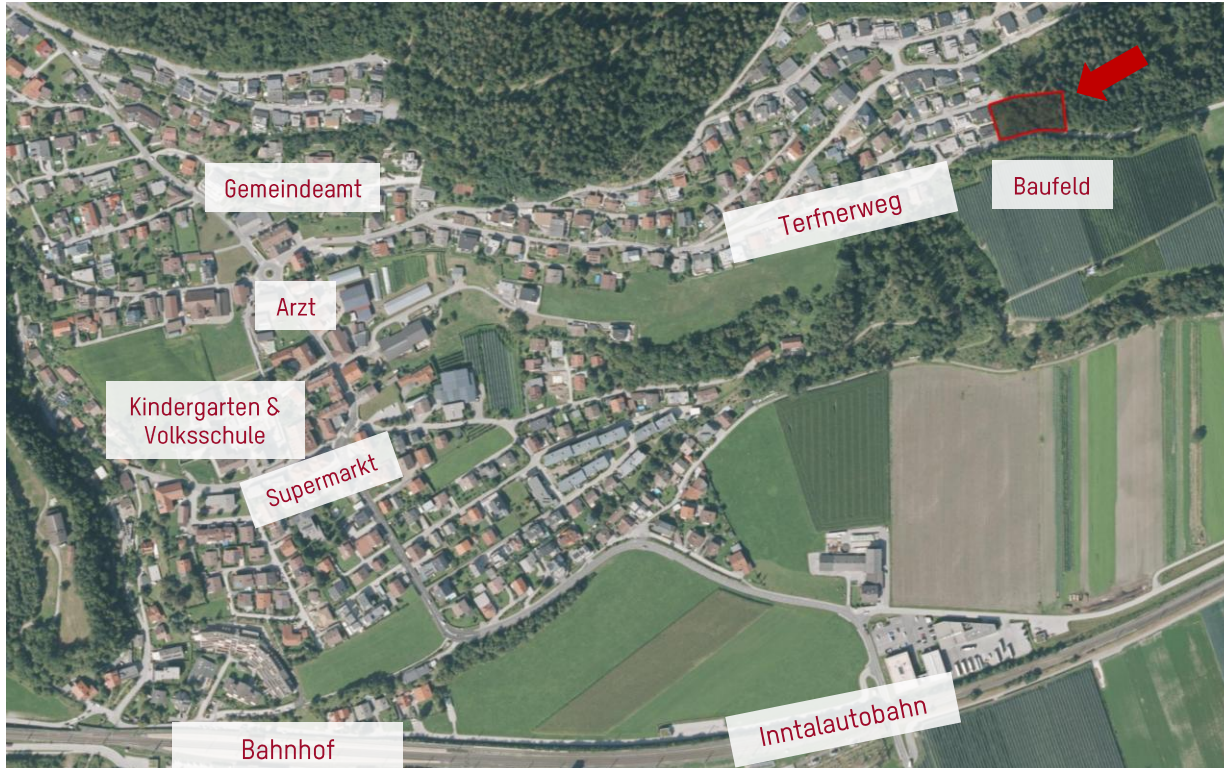 Gemeindeamt
Baufeld
Terfnerweg
Arzt
Kindergarten &
Volksschule
Supermarkt
Inntalautobahn
Bahnhof